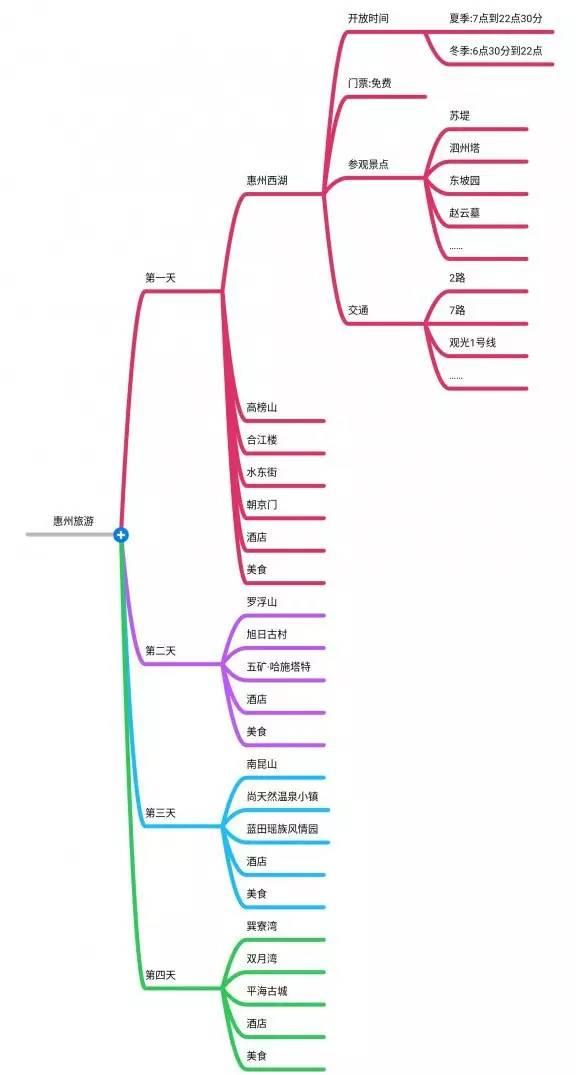 惠州旅游
第一天
惠州西湖
开放时间
夏季:7点到22点30分
冬季:6点30分到22点
门票:免费
参观景点
苏堤
泗州塔
东坡园
赵云墓
……
交通
2路
7路
观光1号线
……
高榜山
合江楼
水东街
朝京门
酒店
美食
第二天
罗浮山
旭日古村
五矿·哈施塔特
酒店
美食
第三天
南昆山
尚天然温泉小镇
蓝田瑶族风情园
酒店
美食
第四天
巽寮湾
双月湾
平海古城
酒店
美食